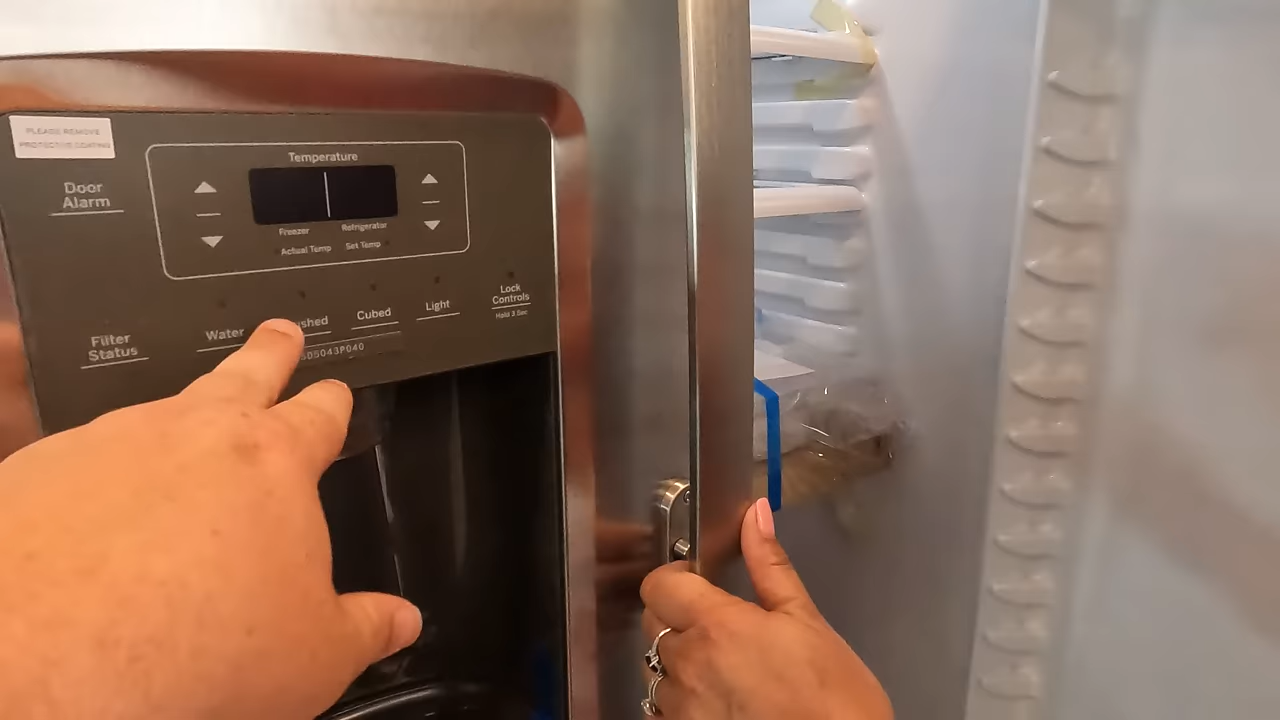 PLEASE REMOVE
PROTECTIVE COATING
Door
Alarm
Temperature
Freezer
Refrigerator
Actual Temp
Set Temp
Filter
Status
Water
Cubed
Light
Lock
Controls
Hold 3 Sec